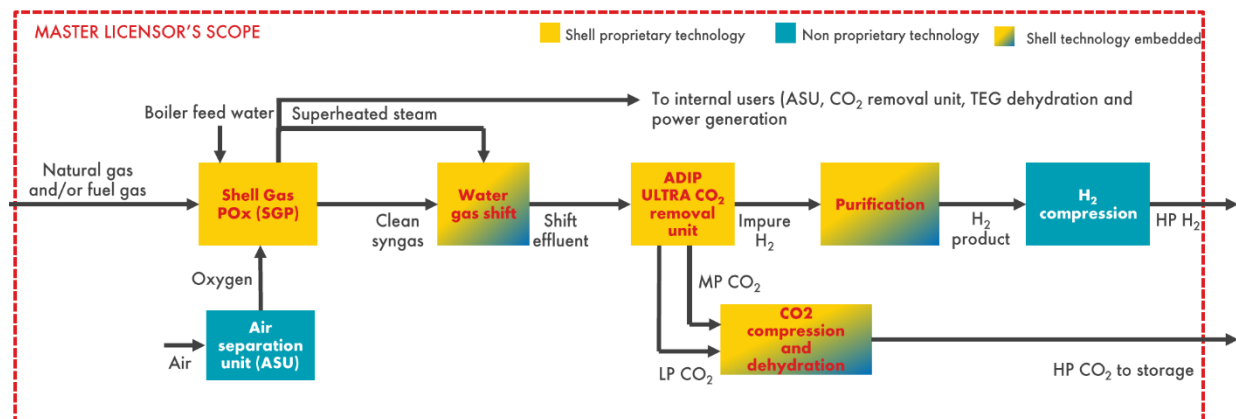 MASTER LICENSOR'S SCOPE
Shell proprietary technology
Non proprietary technology
Shell technology embedded
To internal users (ASU, CO₂ removal unit, TEG dehydration and
power generation
Boiler feed water
Superheated steam
Natural gas
and/or fuel gas
Shell Gas
POx (SGP)
Clean
syngas
Water
gas shift
Shift
effluent
ADIP
ULTRA CO₂
removal
unit
Impure
H₂
Purification
H₂
product
H₂
compression
HP H₂
Oxygen
MP CO₂
Air
separation
unit (ASU)
Air
CO2
compression
and
dehydration
LP CO₂
HP CO₂ to storage